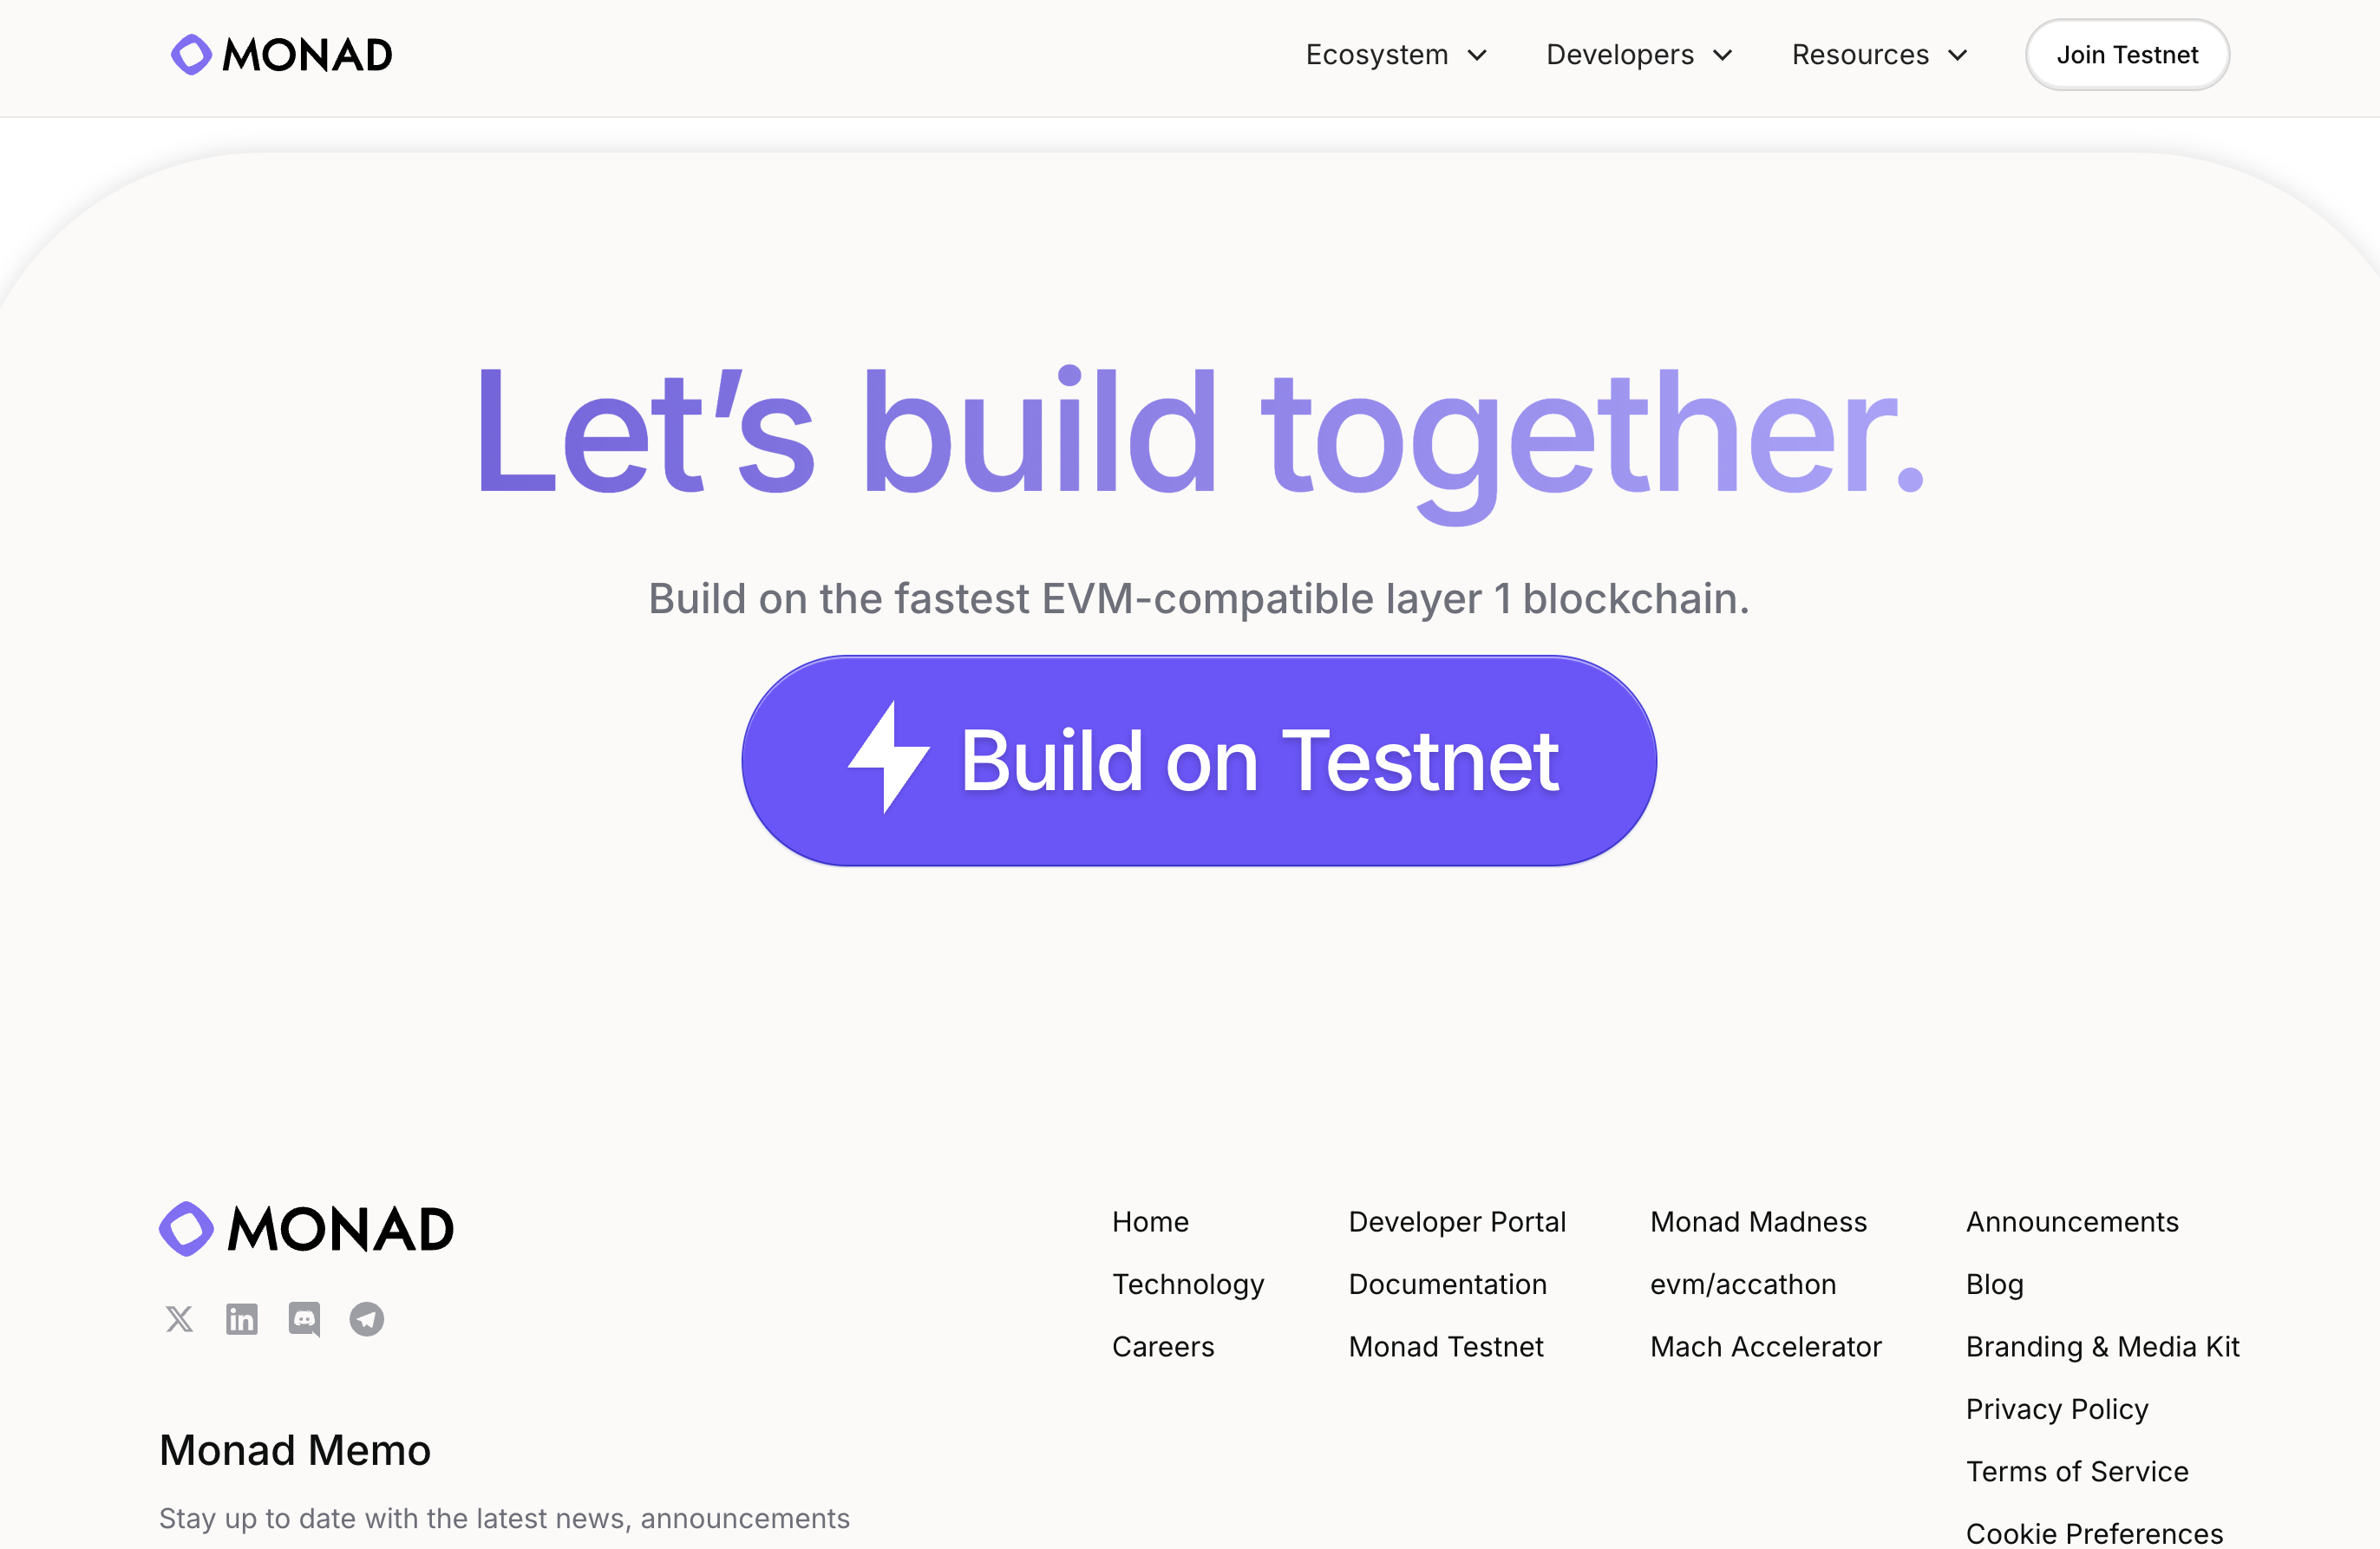 MONAD
Ecosystem
Developers
Resources
Join Testnet
Let’s build together.
Build on the fastest EVM-compatible layer 1 blockchain.
Build on Testnet
MONAD
Monad Memo
Stay up to date with the latest news, announcements
Home
Technology
Careers
Developer Portal
Documentation
Monad Testnet
Monad Madness
evm/accathon
Mach Accelerator
Announcements
Blog
Branding & Media Kit
Privacy Policy
Terms of Service
Cookie Preferences